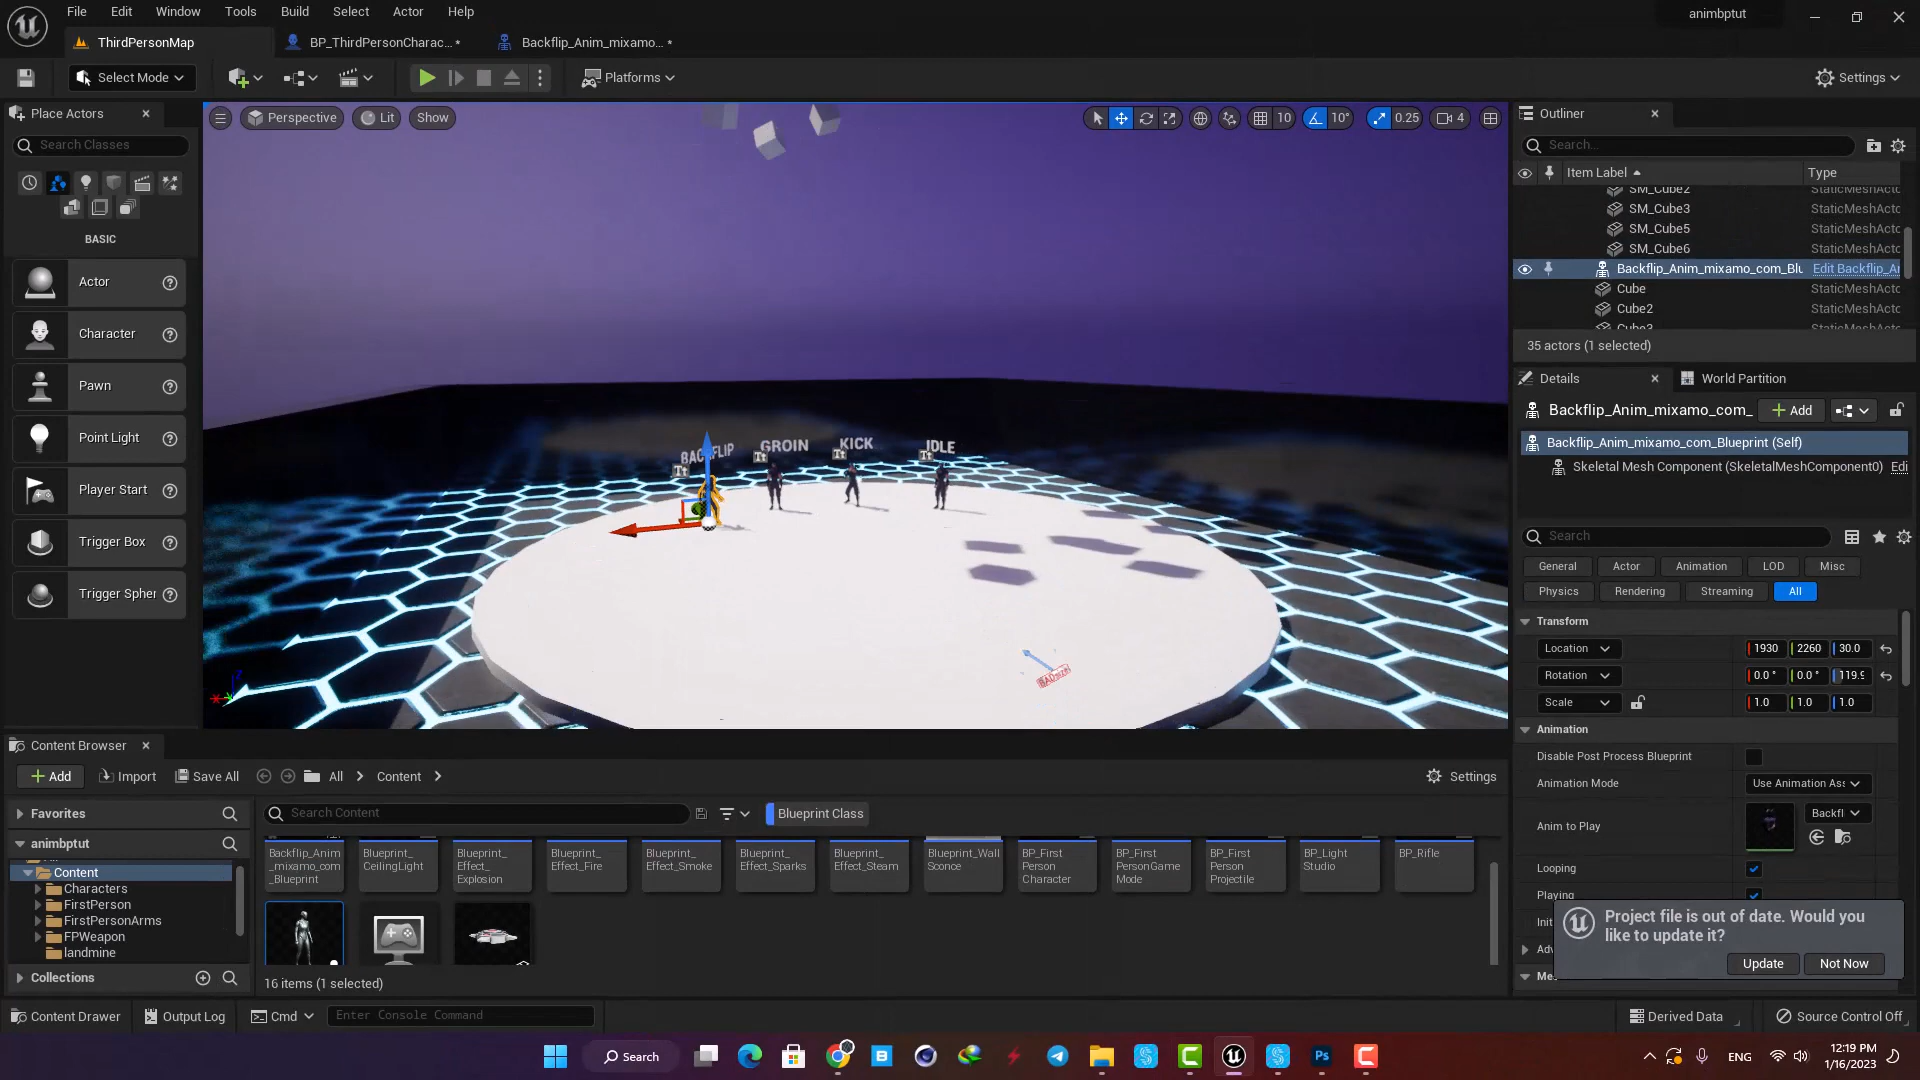 File Edit Window Tools Build Select Actor Help
animbptut
ThirdPersonMap
BP_ThirdPersonCharac... *
Backflip_Anim_mixamo... *
Select Mode
Platforms
Settings
Place Actors
Search Classes
BASIC
Actor
Character
Pawn
Point Light
Player Start
Trigger Box
Trigger Spher
Perspective
Lit
Show
10
10°
0.25
4
BACKFLIP
GROIN
KICK
IDLE
Outliner
Search...
Item Label
Type
SM_Cube2 StaticMeshActo
SM_Cube3 StaticMeshActo
SM_Cube5 StaticMeshActo
SM_Cube6 StaticMeshActo
Backflip_Anim_mixamo_com_Blu Edit Backflip_Ar
Cube StaticMeshActo
Cube2 StaticMeshActo
Cube3 StaticMeshActo
35 actors (1 selected)
Details
World Partition
Backflip_Anim_mixamo_com_
Add
Backflip_Anim_mixamo_com_Blueprint (Self)
Skeletal Mesh Component (SkeletalMeshComponent0) Edi
Search
General Actor Animation LOD Misc
Physics Rendering Streaming All
Transform
Location 1930 2260 30.0
Rotation 0.0 ° 0.0 ° 119.9
Scale 1.0 1.0 1.0
Animation
Disable Post Process Blueprint
Animation Mode Use Animation Ass
Anim to Play Backfl
Looping
Playing
Init
Adv
Me
Project file is out of date. Would you
like to update it?
Update
Not Now
Content Browser
Add
Import
Save All
All
Content
Settings
Favorites
Search Content
Blueprint Class
animbptut
Content
Characters
FirstPerson
FirstPersonArms
FPWeapon
landmine
Collections
Backflip_Anim
_mixamo_com
_Blueprint
Blueprint_
CeilingLight
Blueprint_
Effect_
Explosion
Blueprint_
Effect_Fire
Blueprint_
Effect_Smoke
Blueprint_
Effect_Sparks
Blueprint_
Effect_Steam
Blueprint_Wall
Sconce
BP_First
Person
Character
BP_First
PersonGame
Mode
BP_First
Person
Projectile
BP_Light
Studio
BP_Rifle
16 items (1 selected)
Content Drawer
Output Log
Cmd
Enter Console Command
Derived Data
Source Control Off
Search
ENG
12:19 PM
1/16/2023